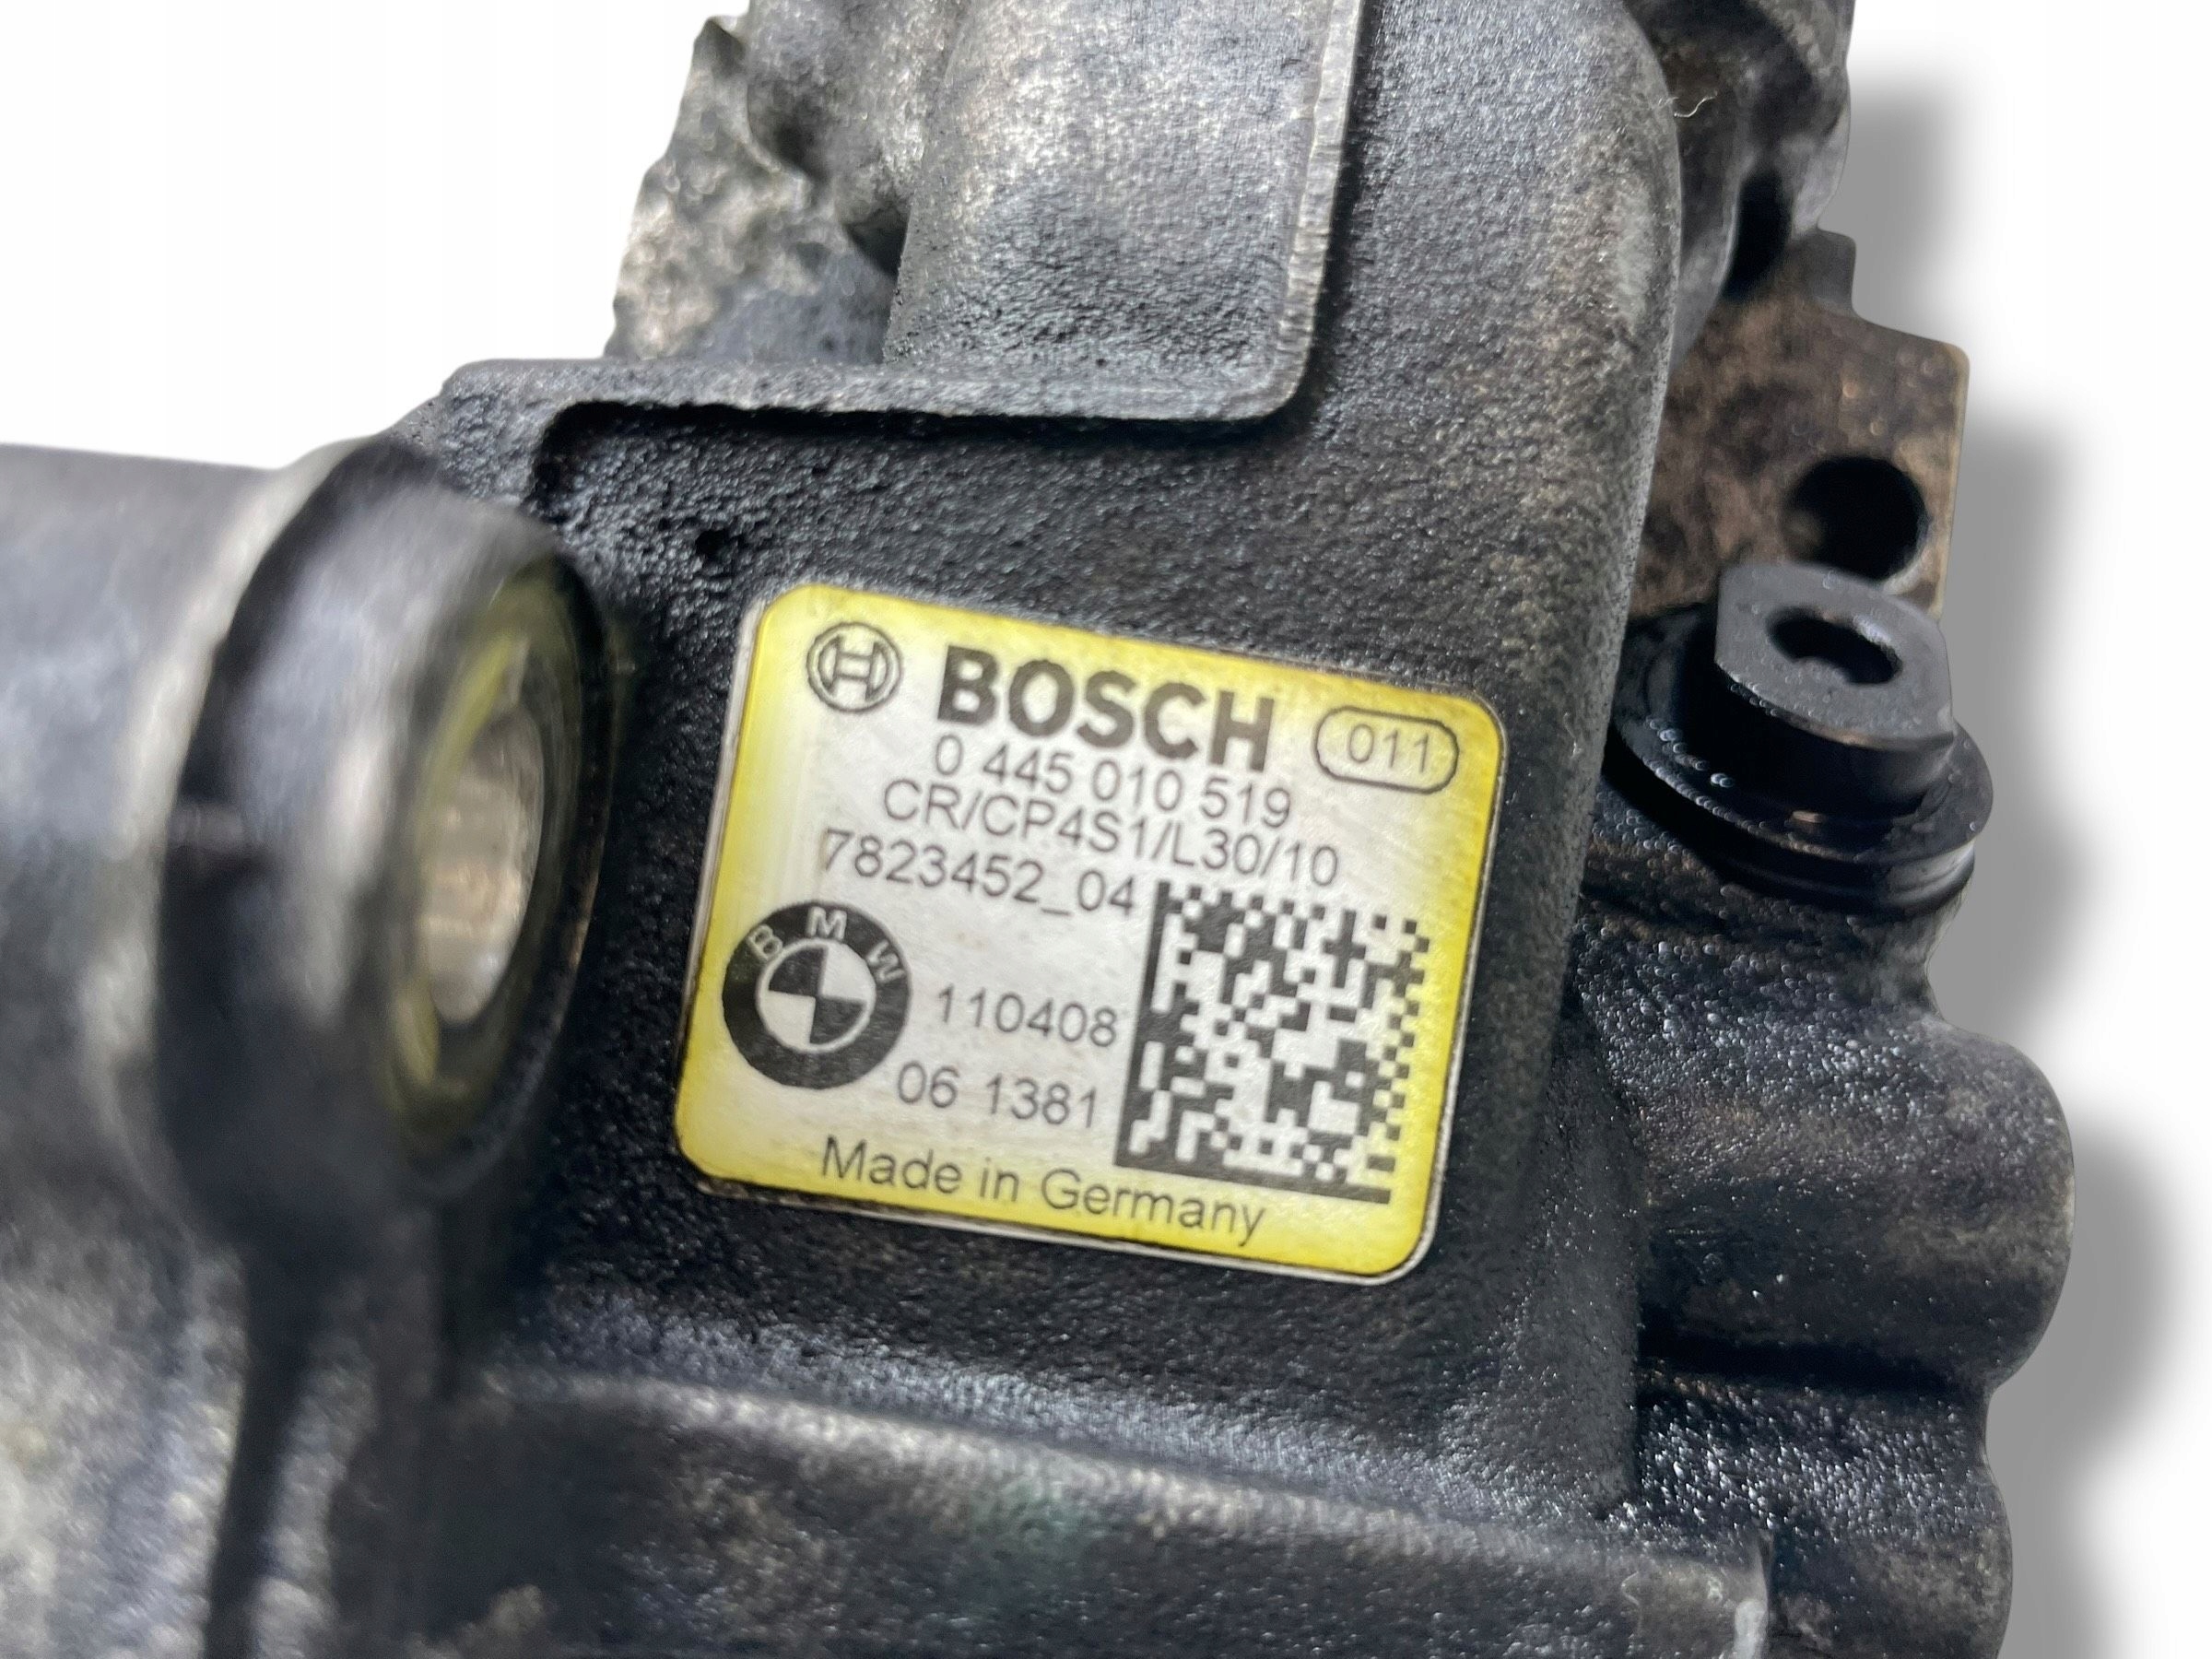 BOSCH 011
0 445 010 519
CR/CP4S1/L30/10
7823452_04
BMW
110408
06 1381
Made in Germany